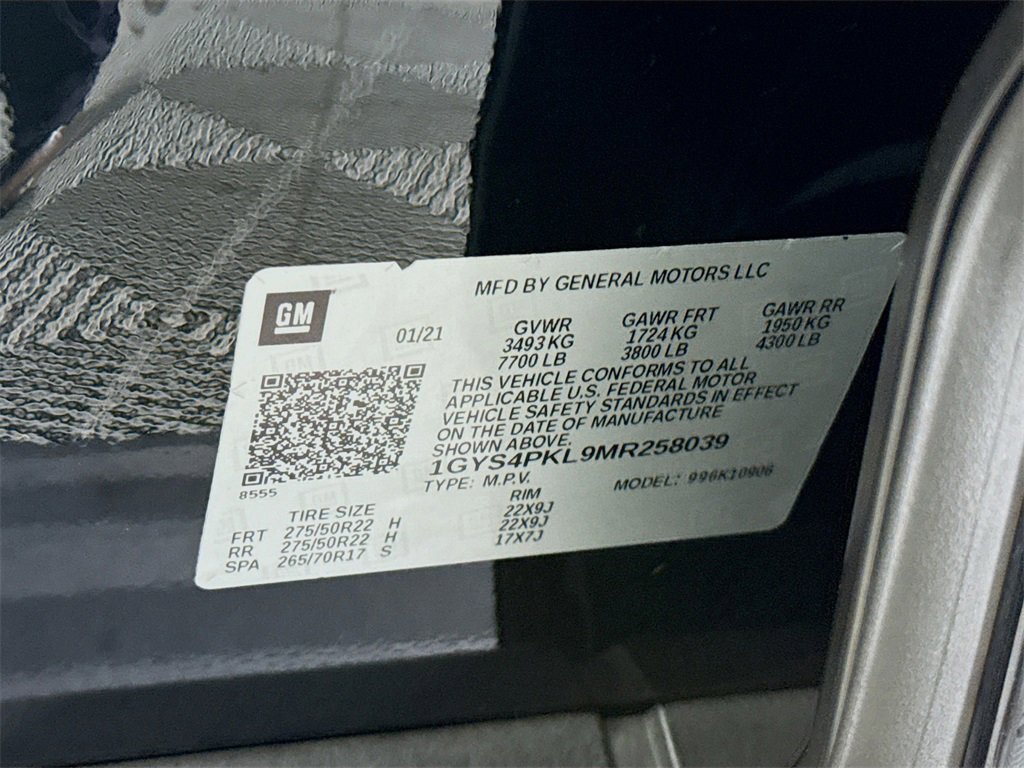 MFD BY GENERAL MOTORS LLC
GM
01/21
GVWR GAWR FRT GAWR RR
3493 KG 1724 KG 1950 KG
7700 LB 3800 LB 4300 LB
THIS VEHICLE CONFORMS TO ALL
APPLICABLE U.S. FEDERAL MOTOR
VEHICLE SAFETY STANDARDS IN EFFECT
ON THE DATE OF MANUFACTURE
SHOWN ABOVE.
1GYS4PKL9MR258039
8555
TYPE: M.P.V. MODEL: 996K10906
TIRE SIZE RIM
FRT 275/50R22 H 22X9J
RR 275/50R22 H 22X9J
SPA 265/70R17 S 17X7J